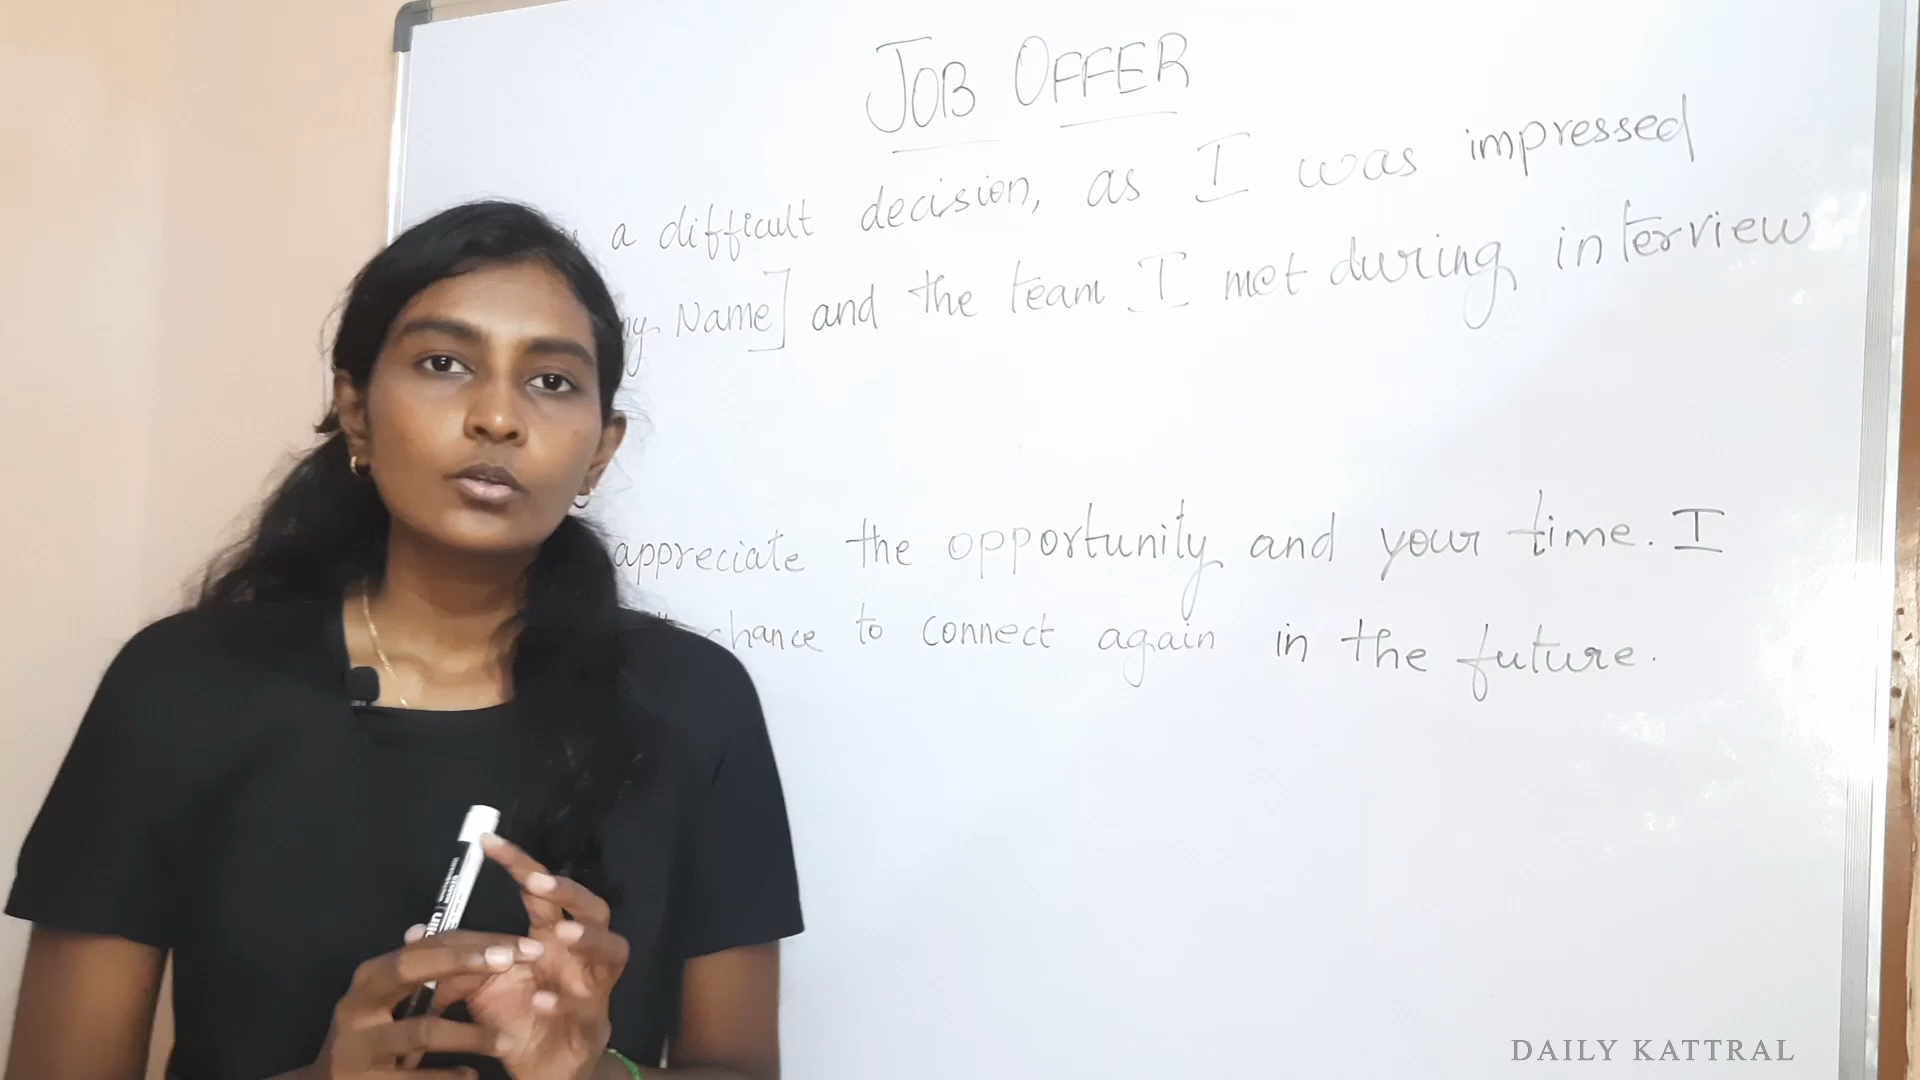 JOB OFFER
a difficult decision, as I was impressed
Name] and the team I met during interview
appreciate the opportunity and your time. I
chance to connect again in the future.
DAILY KATTRAL